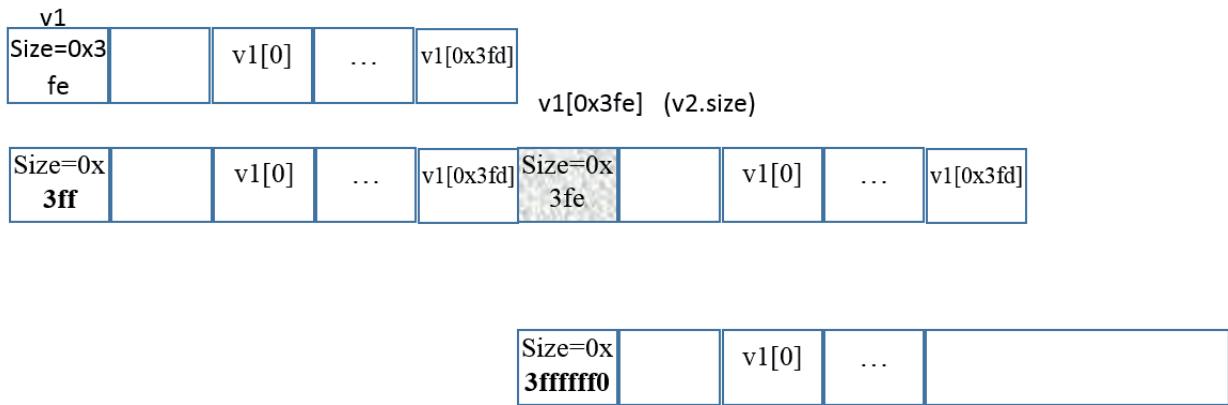 v1
Size=0x3
fe
v1[0]
...
v1[0x3fd]
v1[0x3fe] (v2.size)
Size=0x
3ff
v1[0]
...
v1[0x3fd]
Size=0x
3fe
v1[0]
...
v1[0x3fd]
Size=0x
3ffffff0
v1[0]
...